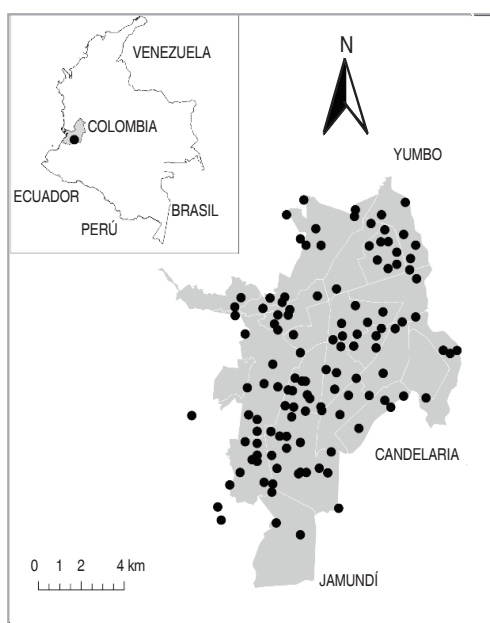 VENEZUELA
COLOMBIA
ECUADOR
PERÚ
BRASIL
N
YUMBO
CANDELARIA
JAMUNDÍ
0 1 2 4 km